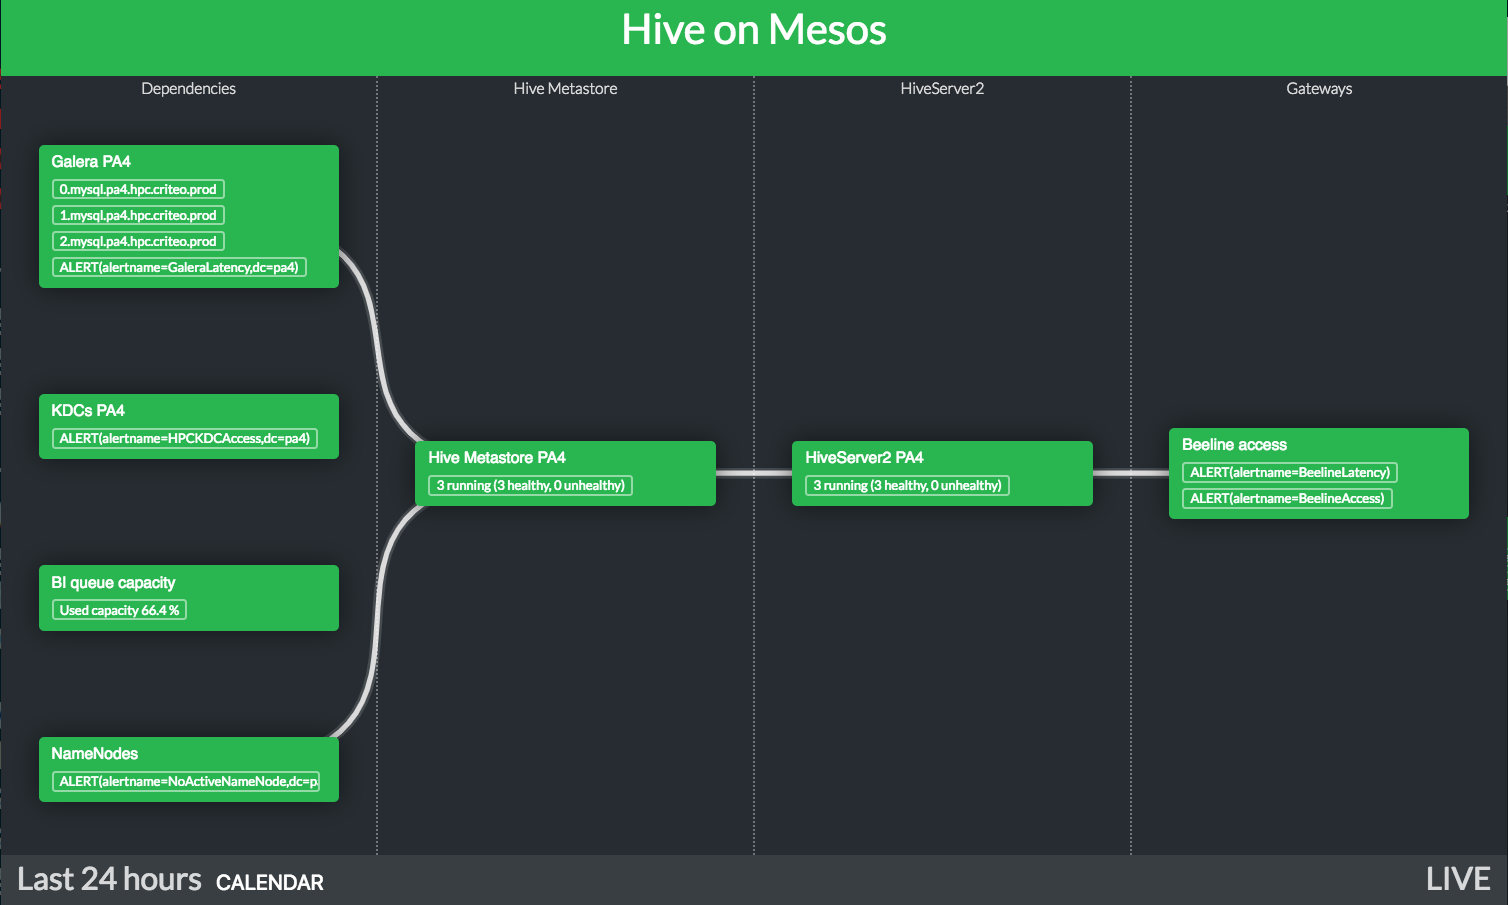 Hive on Mesos
Dependencies
Hive Metastore
HiveServer2
Gateways
Galera PA4
0.mysql.pa4.hpc.criteo.prod
1.mysql.pa4.hpc.criteo.prod
2.mysql.pa4.hpc.criteo.prod
ALERT(alertname=GaleraLatency,dc=pa4)
KDCs PA4
ALERT(alertname=HPCKDCAccess,dc=pa4)
BI queue capacity
Used capacity 66.4 %
NameNodes
ALERT(alertname=NoActiveNameNode,dc=p
Hive Metastore PA4
3 running (3 healthy, 0 unhealthy)
HiveServer2 PA4
3 running (3 healthy, 0 unhealthy)
Beeline access
ALERT(alertname=BeelineLatency)
ALERT(alertname=BeelineAccess)
Last 24 hours CALENDAR
LIVE